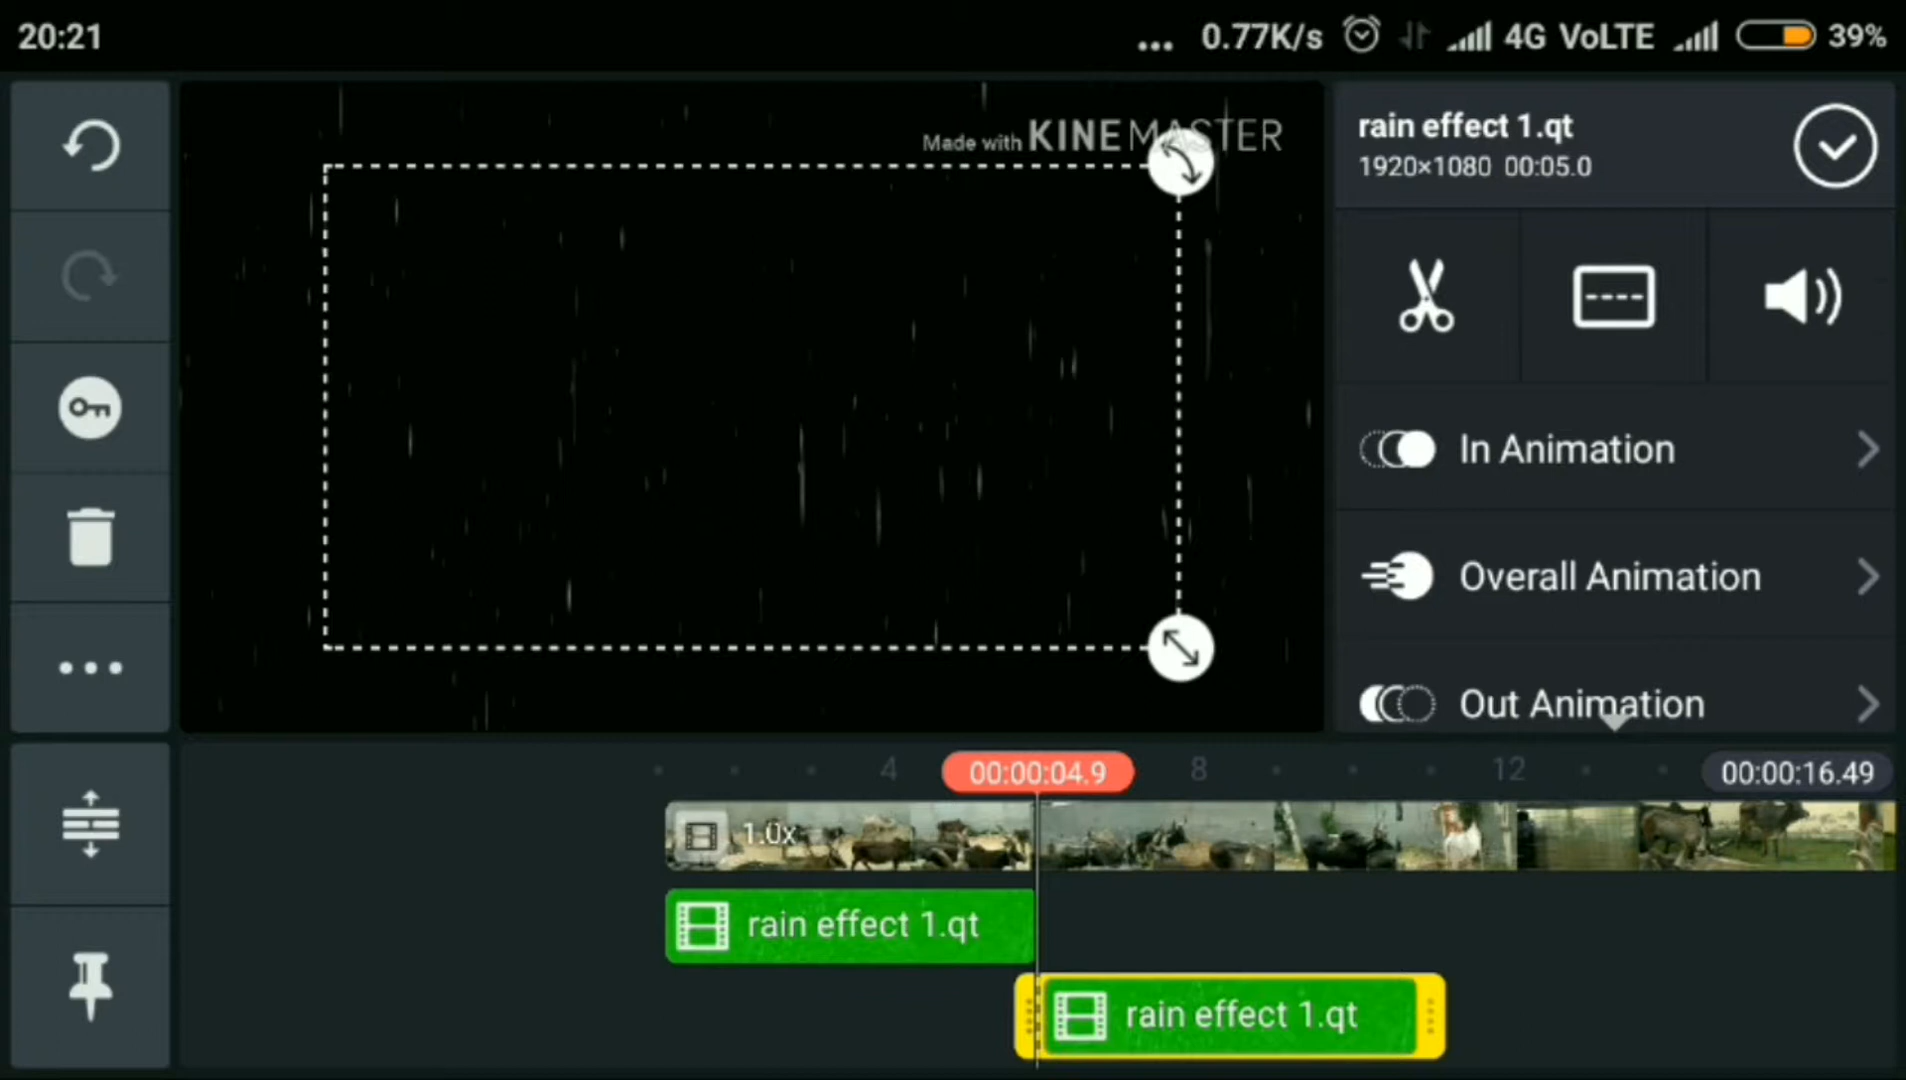 20:21
... 0.77K/s 4G VoLTE 39%
Made with KINEMASTER
rain effect 1.qt
1920×1080 00:05.0
In Animation
Overall Animation
Out Animation
4 00:00:04.9 8 12 00:00:16.49
1.0x
rain effect 1.qt
rain effect 1.qt